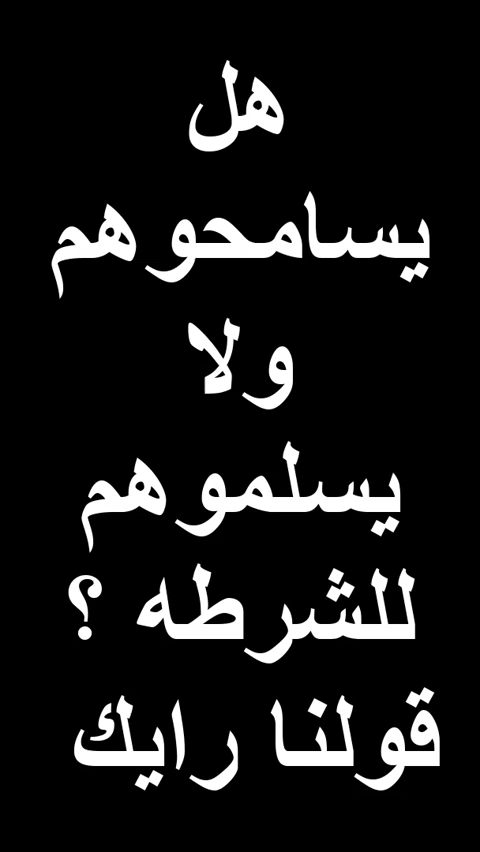 هل
يسامحوهم
ولا
يسلموهم
للشرطه ؟
قولنا رايك